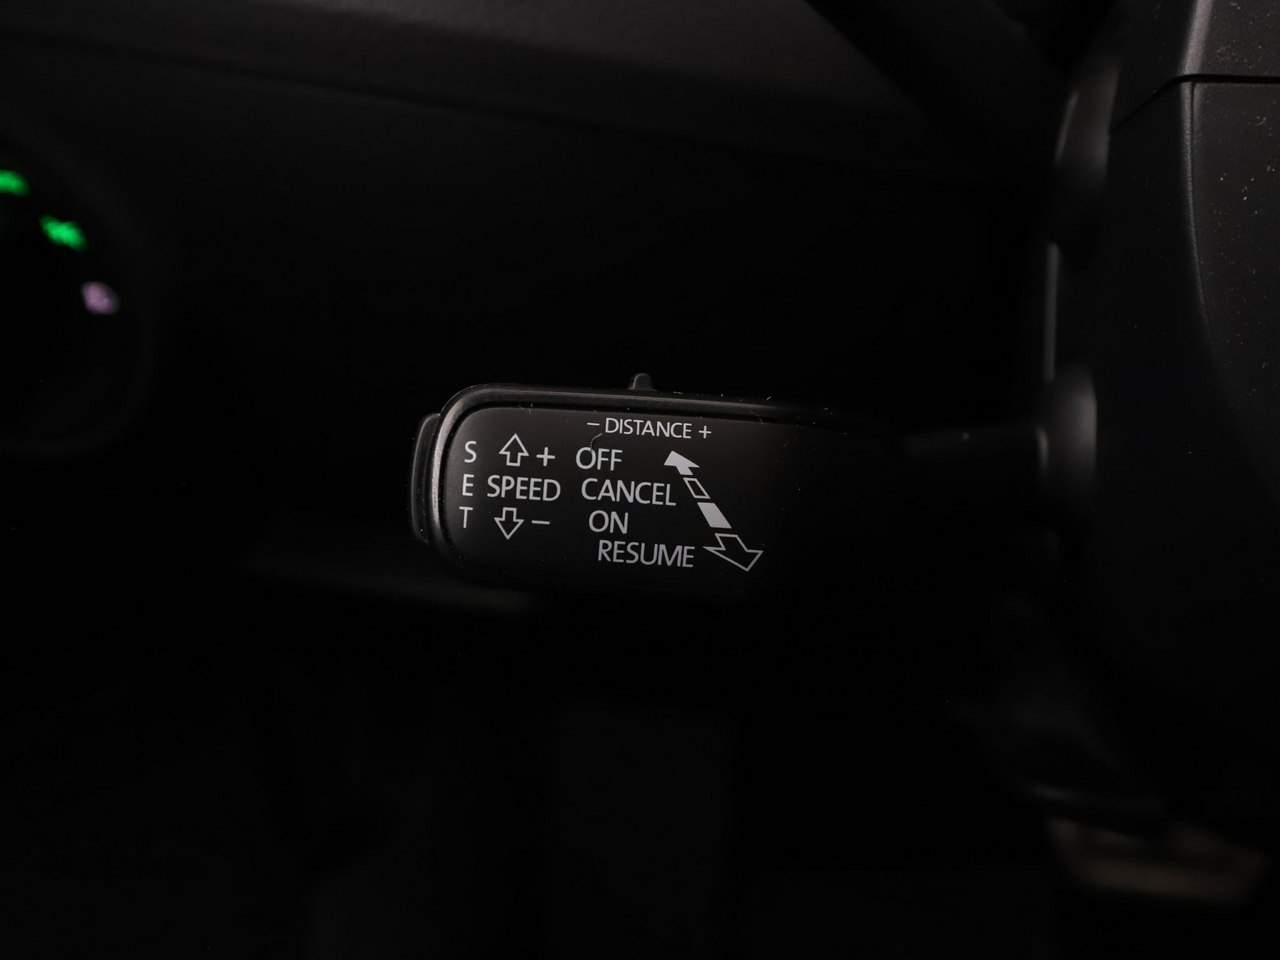 - DISTANCE +
S + OFF
E SPEED CANCEL
T - ON
RESUME